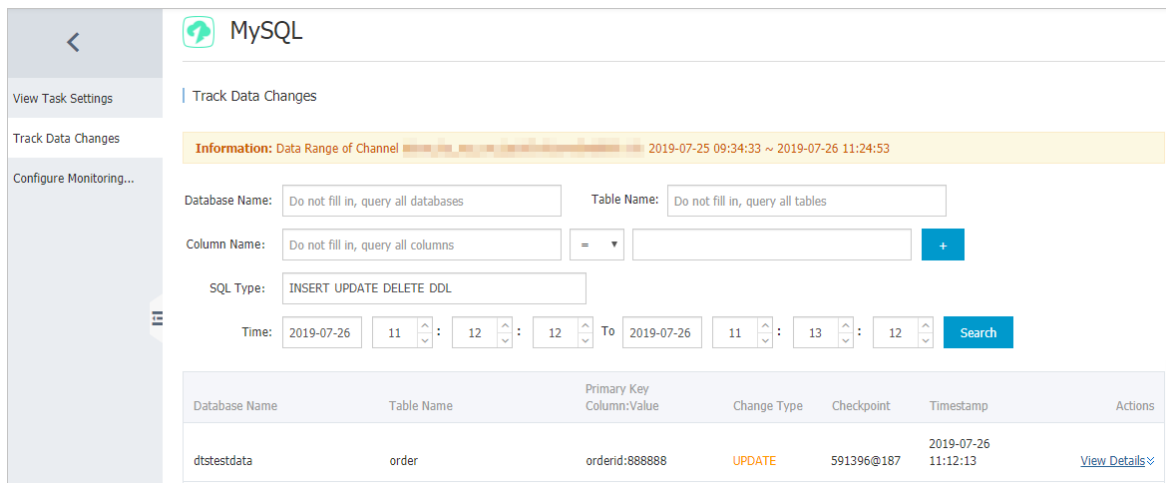 MySQL
View Task Settings
Track Data Changes
Configure Monitoring...
Track Data Changes
Information: Data Range of Channel 2019-07-25 09:34:33 ~ 2019-07-26 11:24:53
Database Name: Do not fill in, query all databases Table Name: Do not fill in, query all tables
Column Name: Do not fill in, query all columns = +
SQL Type: INSERT UPDATE DELETE DDL
Time: 2019-07-26 11 : 12 : 12 To 2019-07-26 11 : 13 : 12 Search
Database Name Table Name Primary Key Column:Value Change Type Checkpoint Timestamp Actions
dtstestdata order orderid:888888 UPDATE 591396@187 2019-07-26 11:12:13 View Details